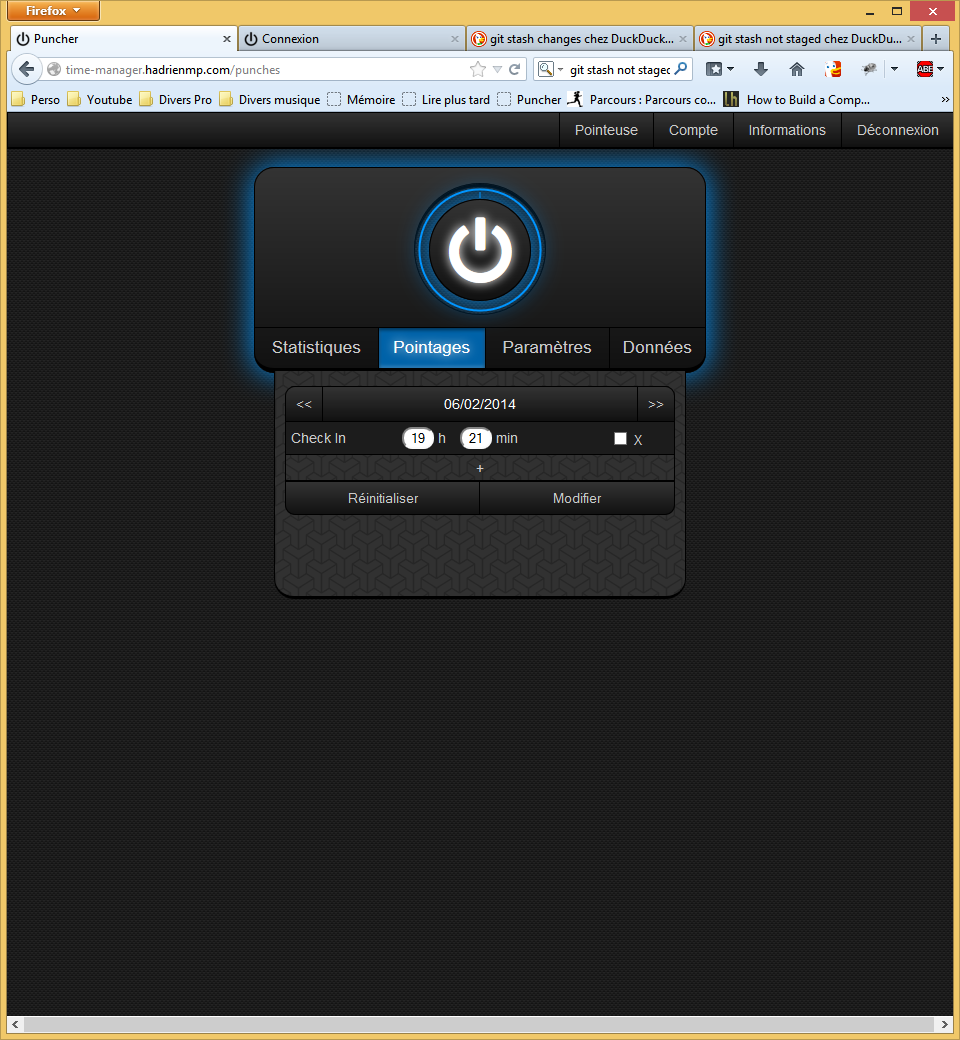 Firefox
Puncher
Connexion
git stash changes chez DuckDuck...
git stash not staged chez DuckDu...
time-manager.hadrienmp.com/punches
git stash not staged
ABE
Perso
Youtube
Divers Pro
Divers musique
Mémoire
Lire plus tard
Puncher
Parcours : Parcours co...
lh
How to Build a Comp...
»
Pointeuse
Compte
Informations
Déconnexion
Statistiques
Pointages
Paramètres
Données
<< 06/02/2014 >>
Check In 19 h 21 min X
+
Réinitialiser
Modifier